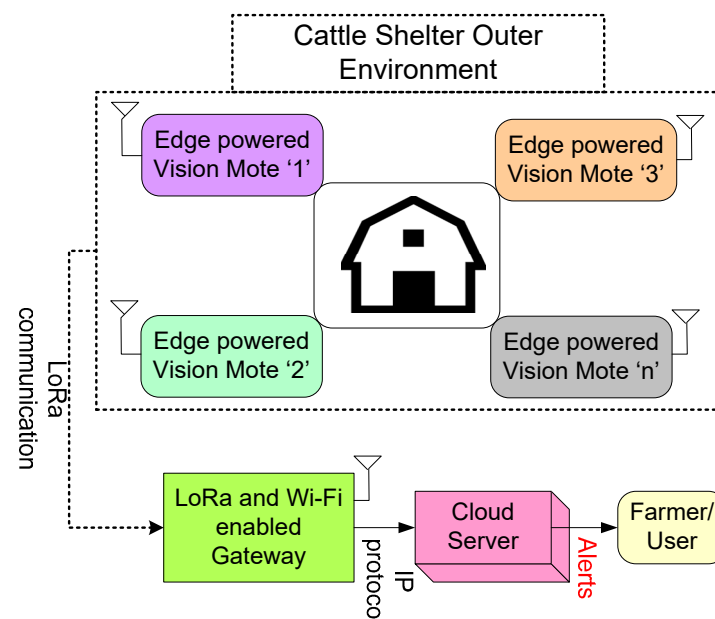 Cattle Shelter Outer
Environment
Edge powered
Vision Mote ‘1’
Edge powered
Vision Mote ‘3’
Edge powered
Vision Mote ‘2’
Edge powered
Vision Mote ‘n’
LoRa
communication
LoRa and Wi-Fi
enabled
Gateway
IP
protoco
Cloud
Server
Alerts
Farmer/
User